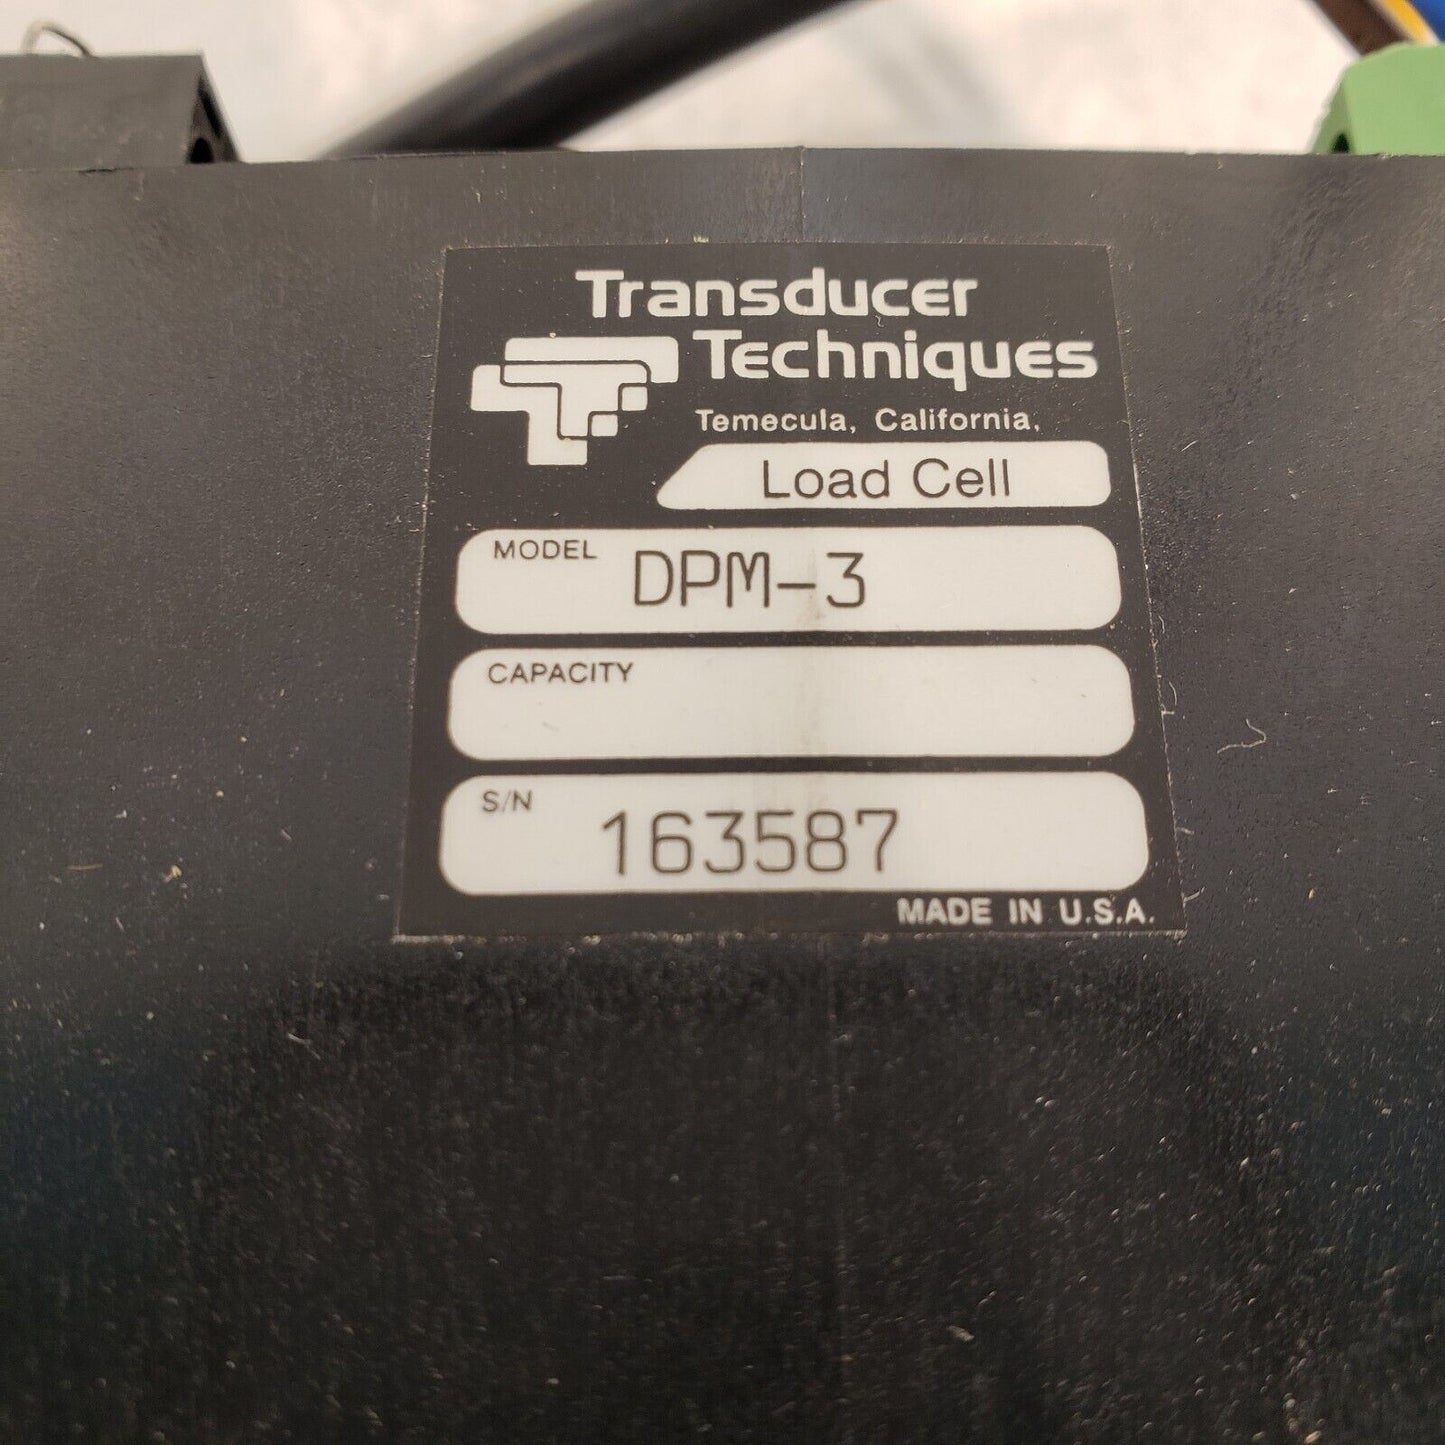 Transducer
Techniques
Temecula, California,
Load Cell
MODEL DPM-3
CAPACITY
S/N 163587
MADE IN U.S.A.